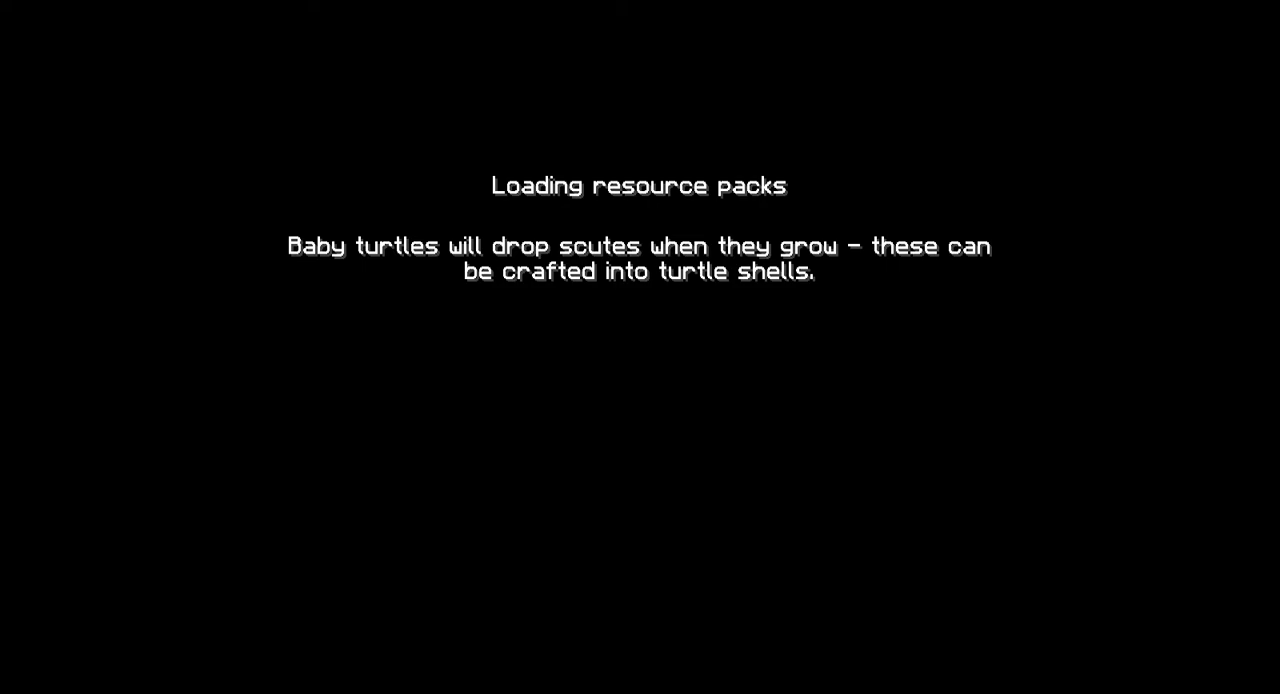 Loading resource packs
Baby turtles will drop scutes when they grow - these can
be crafted into turtle shells.